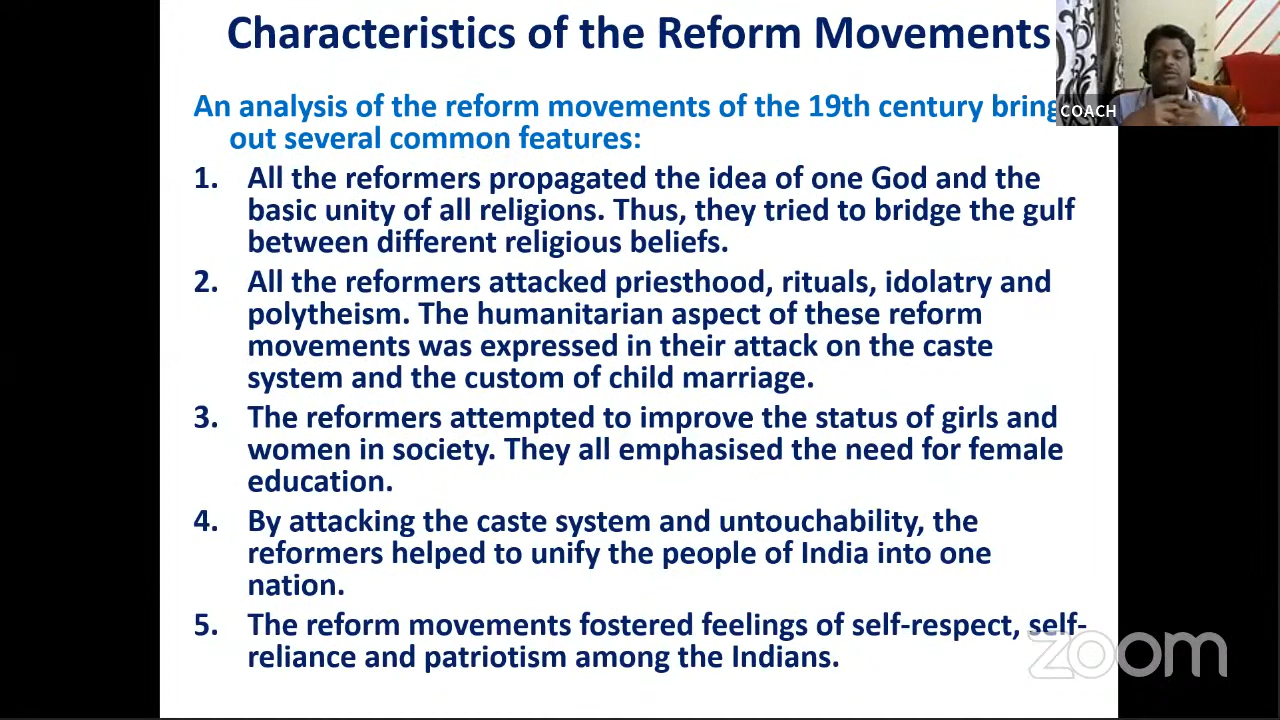 Characteristics of the Reform Movements
COACH
An analysis of the reform movements of the 19th century bring
out several common features:
1. All the reformers propagated the idea of one God and the
basic unity of all religions. Thus, they tried to bridge the gulf
between different religious beliefs.
2. All the reformers attacked priesthood, rituals, idolatry and
polytheism. The humanitarian aspect of these reform
movements was expressed in their attack on the caste
system and the custom of child marriage.
3. The reformers attempted to improve the status of girls and
women in society. They all emphasised the need for female
education.
4. By attacking the caste system and untouchability, the
reformers helped to unify the people of India into one
nation.
5. The reform movements fostered feelings of self-respect, self-
reliance and patriotism among the Indians.
zoom